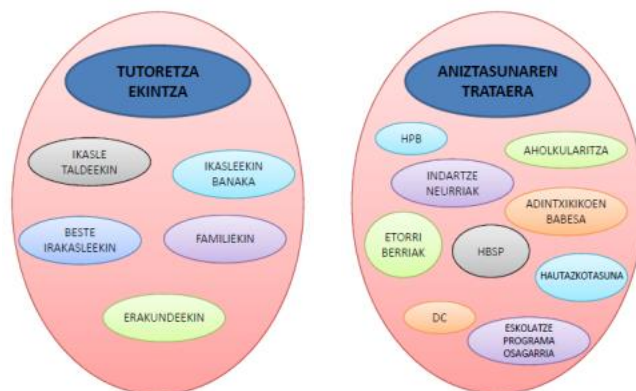 TUTORETZA
EKINTZA
IKASLE
TALDEEKIN
IKASLEEKIN
BANAKA
BESTE
IRAKASLEEKIN
FAMILIEKIN
ERAKUNDEEKIN
ANIZTASUNAREN
TRATAERA
HPB
AHOLKULARITZA
INDARTZE
NEURRIAK
ADINTXIKIKOEN
BABESA
ETORRI
BERRIAK
HBSP
HAUTAZKOTASUNA
DC
ESKOLATZE
PROGRAMA
OSAGARRIA